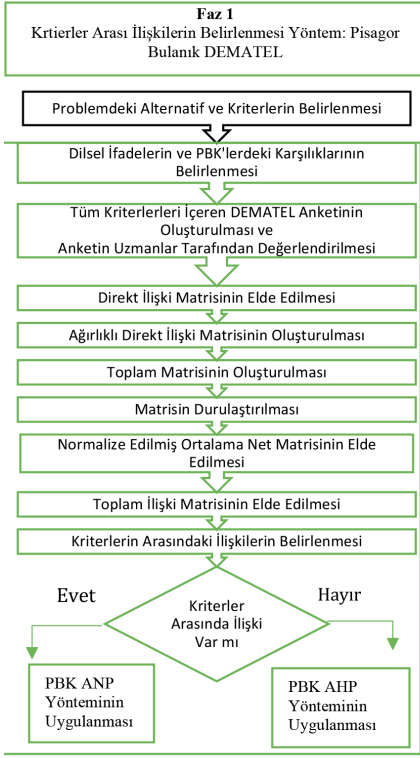 Faz 1
Krtierler Arası İlişkilerin Belirlenmesi Yöntem: Pisagor
Bulanık DEMATEL
Problemdeki Alternatif ve Kriterlerin Belirlenmesi
Dilsel İfadelerin ve PBK'lerdeki Karşılıklarının
Belirlenmesi
Tüm Kriterlerleri İçeren DEMATEL Anketinin
Oluşturulması ve
Anketin Uzmanlar Tarafından Değerlendirilmesi
Direkt İlişki Matrisinin Elde Edilmesi
Ağırlıklı Direkt İlişki Matrisinin Oluşturulması
Toplam Matrisinin Oluşturulması
Matrisin Durulaştırılması
Normalize Edilmiş Ortalama Net Matrisinin Elde
Edilmesi
Toplam İlişki Matrisinin Elde Edilmesi
Kriterlerin Arasındaki İlişkilerin Belirlenmesi
Evet
Hayır
Kriterler
Arasında İlişki
Var mı
PBK ANP
Yönteminin
Uygulanması
PBK AHP
Yönteminin
Uygulanması